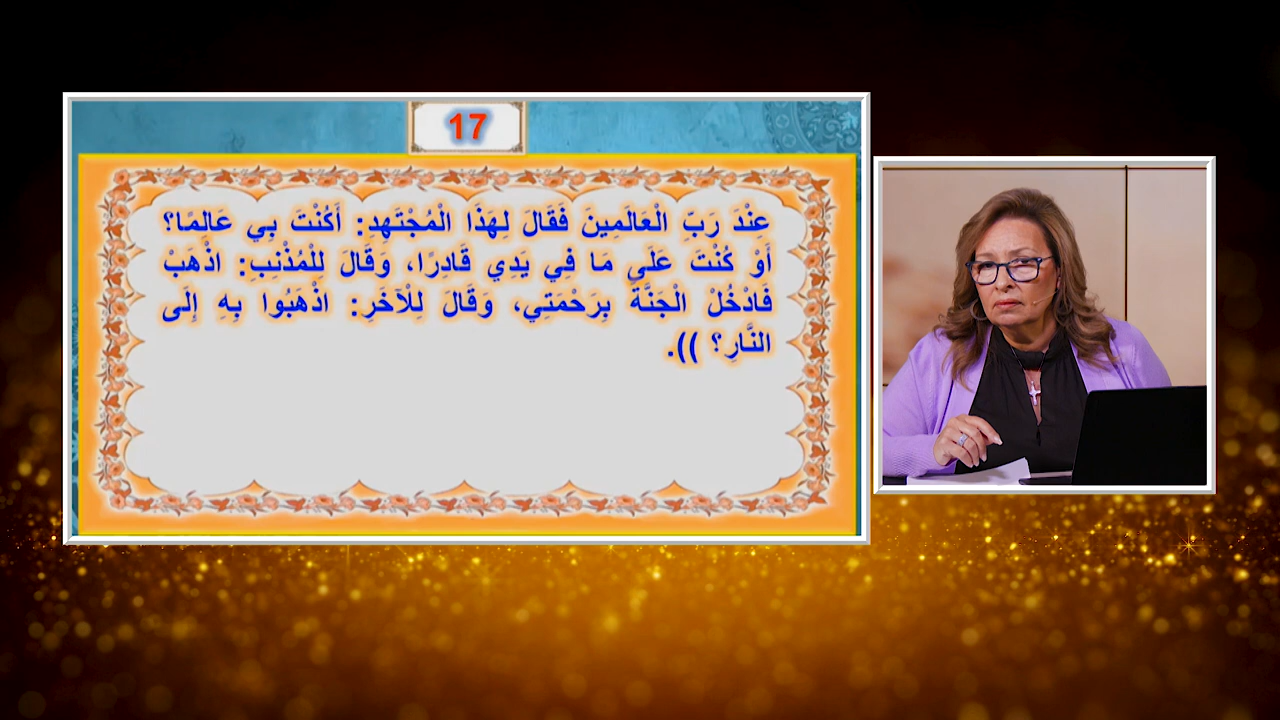 17
عِنْدَ رَبِّ الْعَالَمِينَ فَقَالَ لِهَذَا الْمُجْتَهِدِ: أَكُنْتَ بِي عَالِمًا؟
أَوْ كُنْتَ عَلَى مَا فِي يَدِي قَادِرًا، وَقَالَ لِلْمُذْنِبِ: اذْهَبْ
فَادْخُلْ الْجَنَّةَ بِرَحْمَتِي، وَقَالَ لِلْآخَرِ: اذْهَبُوا بِهِ إِلَى
النَّارِ؟ )).